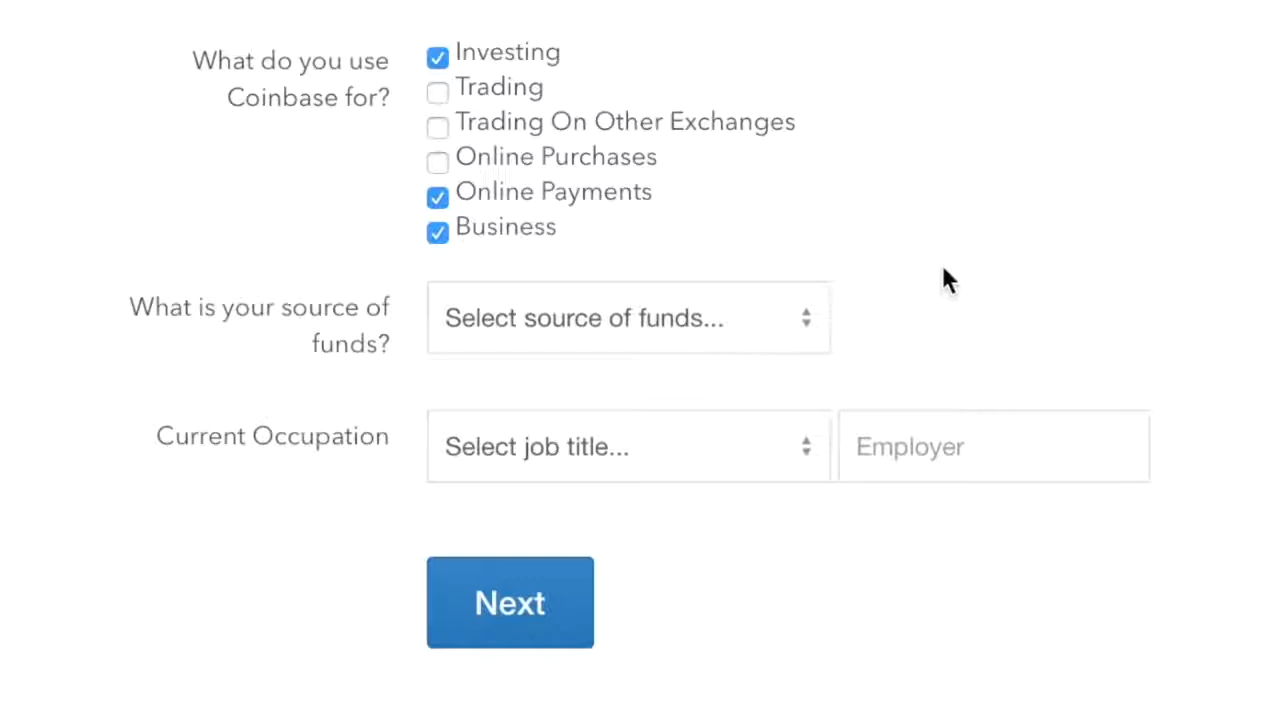 What do you use
Coinbase for?
Investing
Trading
Trading On Other Exchanges
Online Purchases
Online Payments
Business
What is your source of
funds?
Select source of funds...
Current Occupation
Select job title...
Employer
Next